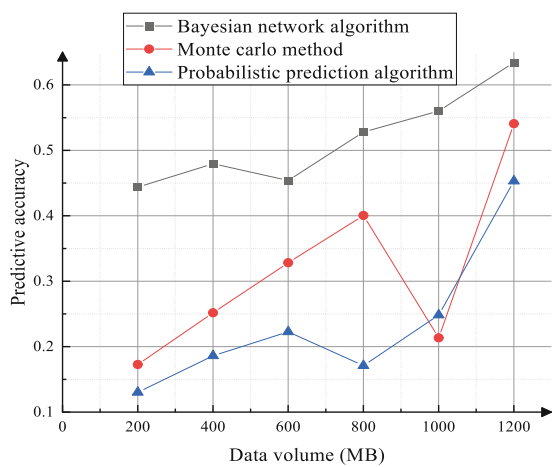 Bayesian network algorithm
Monte carlo method
Probabilistic prediction algorithm
Predictive accuracy
0.6
0.5
0.4
0.3
0.2
0.1
0
200
400
600
800
1000
1200
Data volume (MB)